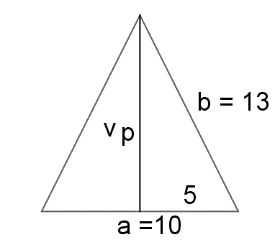 b = 13
v p
5
a =10